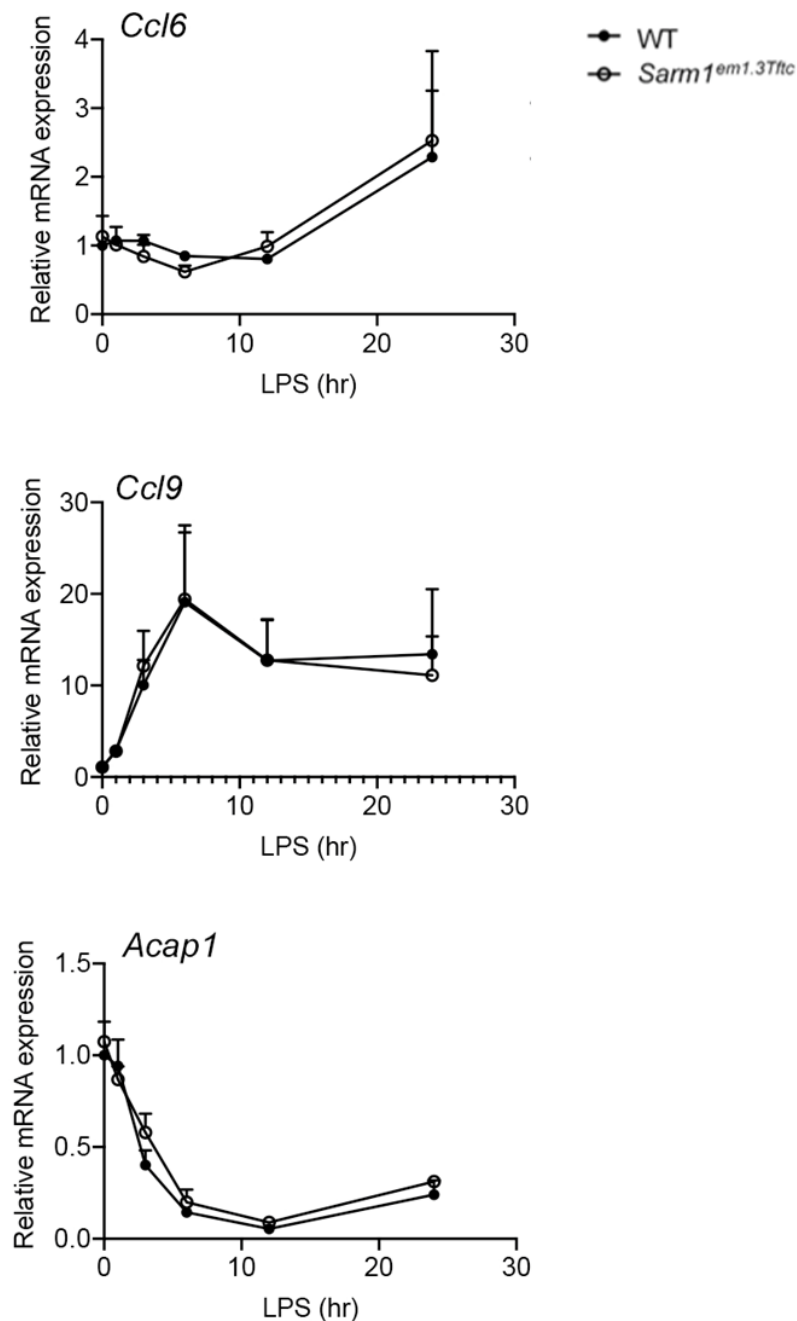 Ccl6
WT
Sarm1^em1.3Tftc
Relative mRNA expression
4
3
2
1
0
0 10 20 30
LPS (hr)
Ccl9
Relative mRNA expression
30
20
10
0
0 10 20 30
LPS (hr)
Acap1
Relative mRNA expression
1.5
1.0
0.5
0.0
0 10 20 30
LPS (hr)